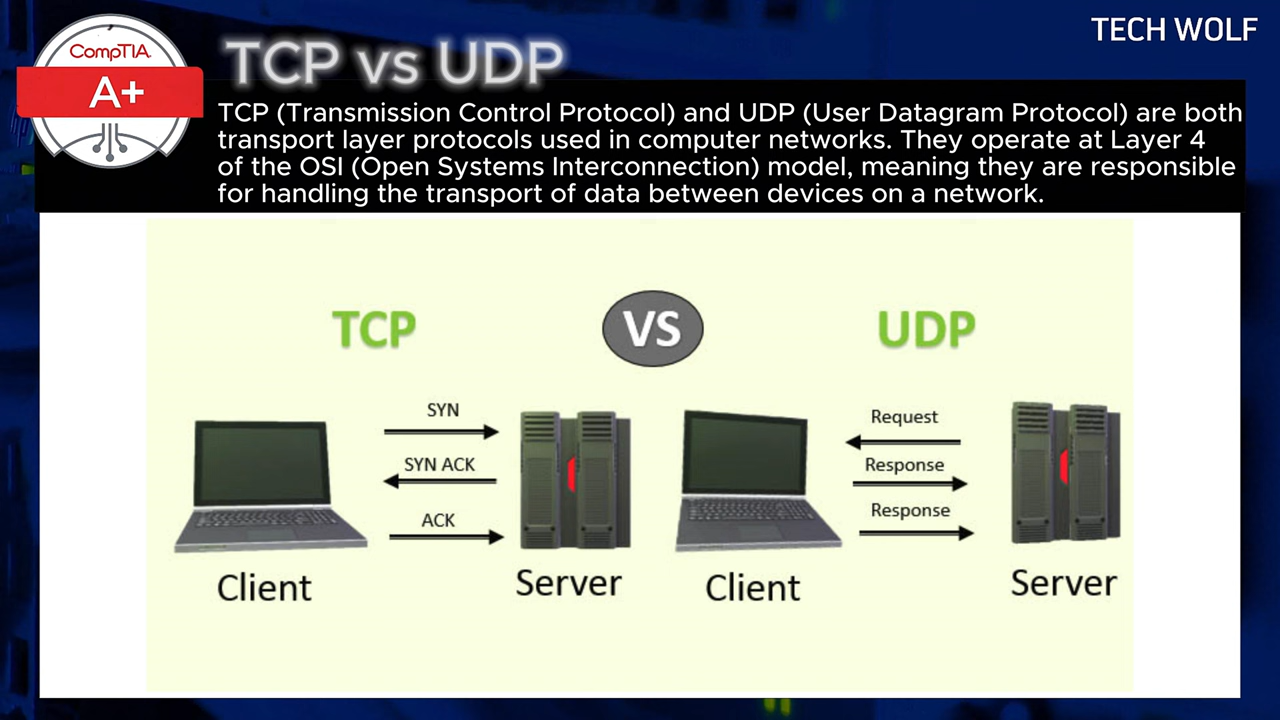 TECH WOLF
CompTIA.
A+
TCP vs UDP
TCP (Transmission Control Protocol) and UDP (User Datagram Protocol) are both
transport layer protocols used in computer networks. They operate at Layer 4
of the OSI (Open Systems Interconnection) model, meaning they are responsible
for handling the transport of data between devices on a network.
TCP
VS
UDP
SYN
SYN ACK
ACK
Client
Server
Request
Response
Response
Client
Server